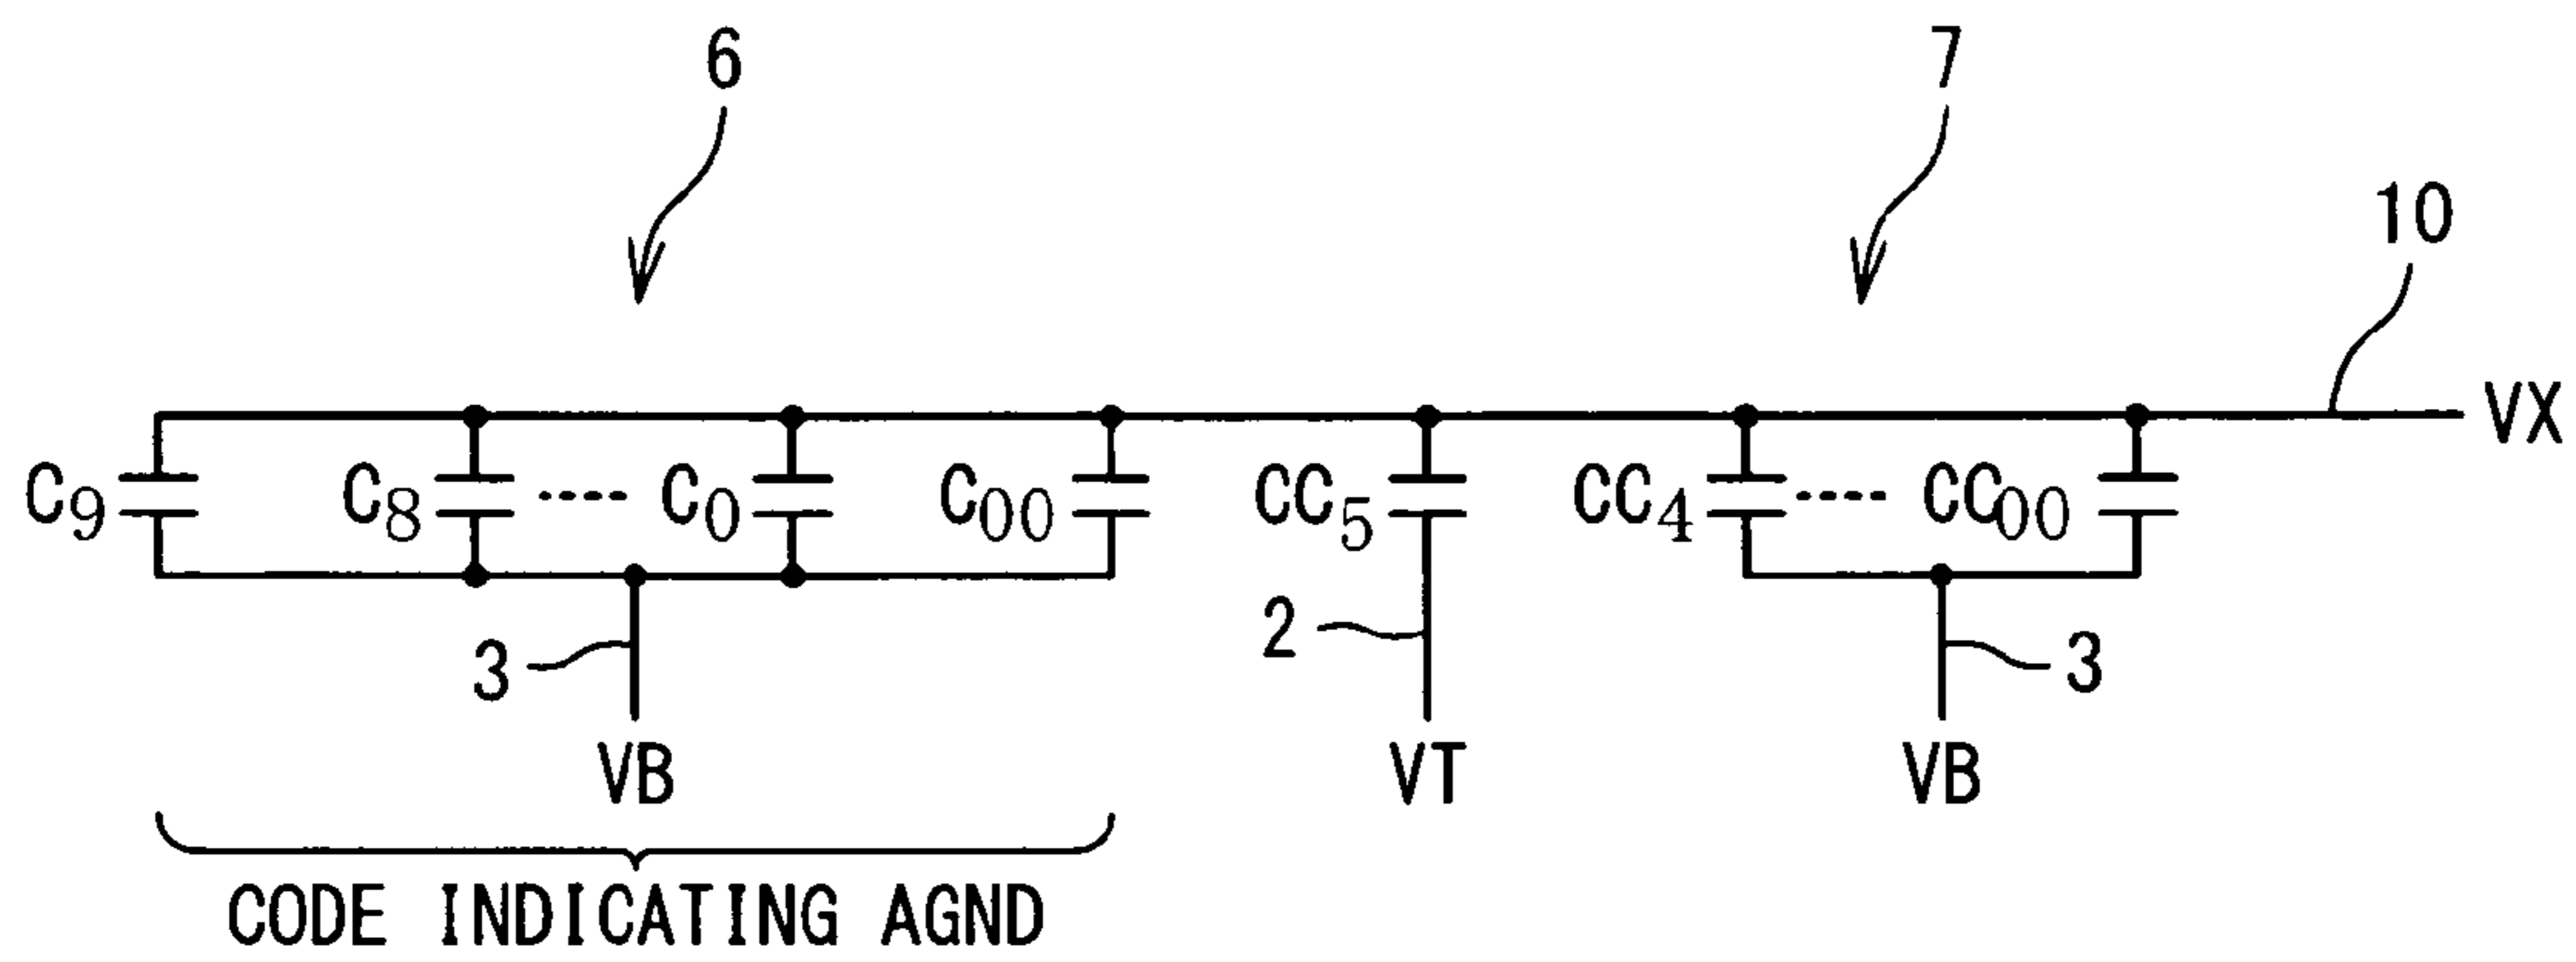 6 7
10
VX
C9 C8 ···· C0 C00 CC5 CC4 ···· CC00
3 2 3
VB VT VB
CODE INDICATING AGND